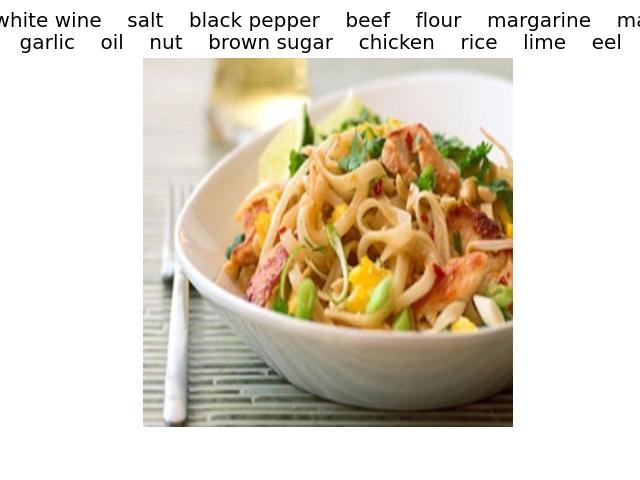 white wine salt black pepper beef flour margarine
garlic oil nut brown sugar chicken rice lime eel